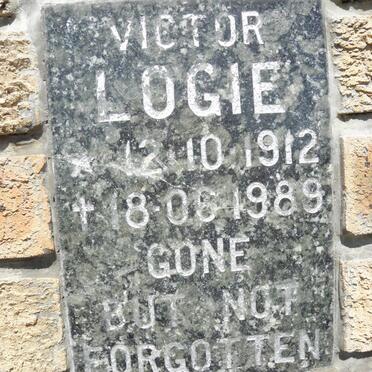 VICTOR
LOGIE
* 12·10·1912
+ 18·06·1989
GONE
BUT NOT
FORGOTTEN